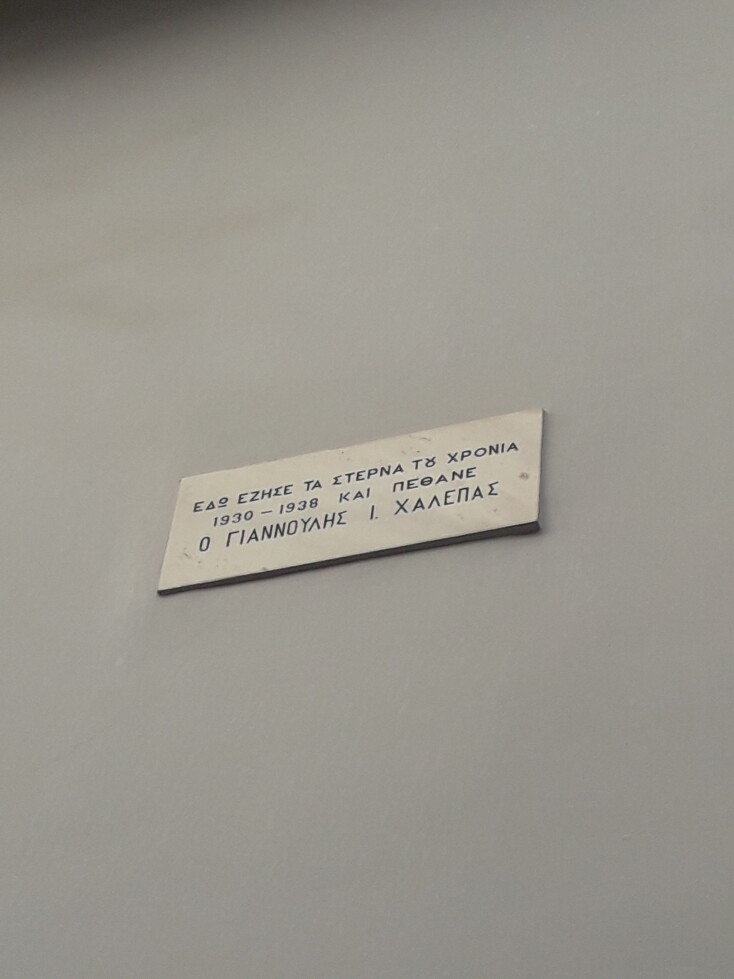 ΕΔΩ ΕΖΗΣΕ ΤΑ ΣΤΕΡΝΑ ΤȢ ΧΡΟΝΙΑ
1930 – 1938 ΚΑΙ ΠΕΘΑΝΕ
Ο ΓΙΑΝΝΟΥΛΗΣ Ι. ΧΑΛΕΠΑΣ